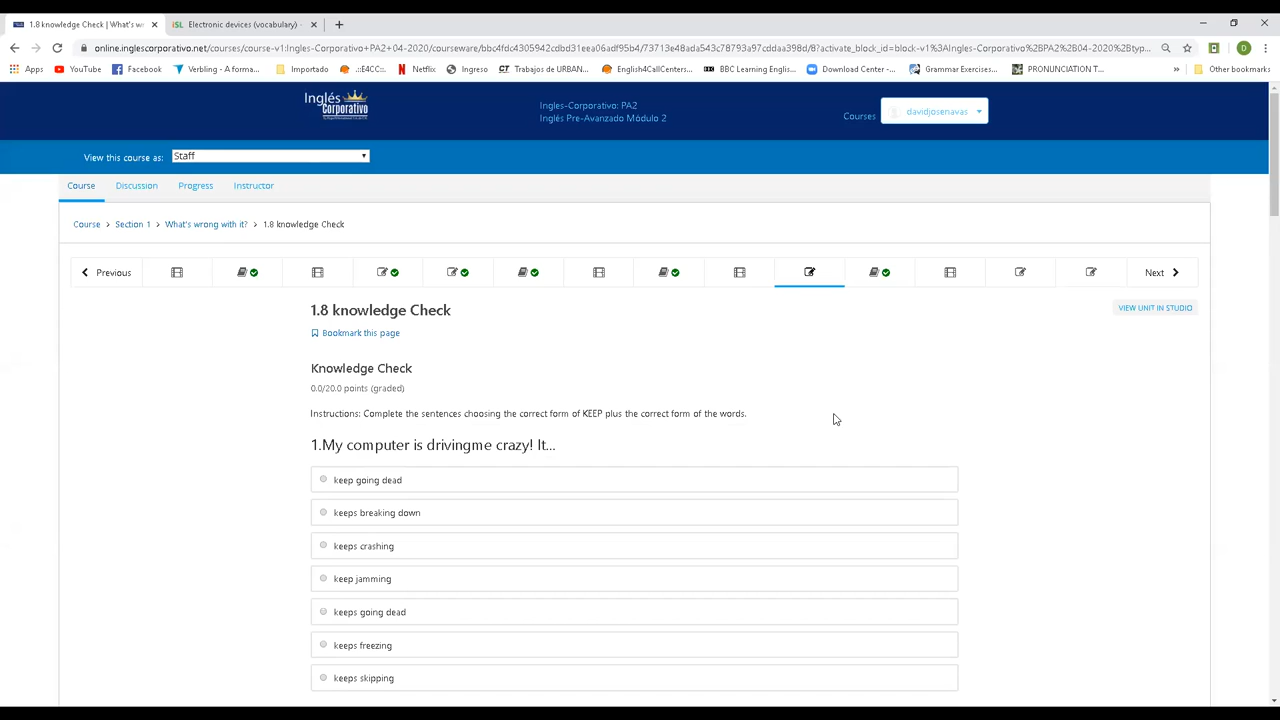 1.8 knowledge Check | What's wr
iSL Electronic devices (vocabulary) -
online.inglescorporativo.net/courses/course-v1:Ingles-Corporativo+PA2+04-2020/courseware/bbc4fdc4305942cdbd31eea06adf95b4/73713e48ada543c78793a97cddaa398d/8?activate_block_id=block-v1%3AIngles-Corporativo%2BPA2%2B04-2020%2Btyp...
D
Apps YouTube Facebook Verbling - A forma... Importado .::E4CC::. Netflix Ingreso CT Trabajos de URBAN... English4CallCenters... BBC Learning English... Download Center -... Grammar Exercises... PRONUNCIATION T... » Other bookmarks
Inglés
Corporativo
Ingles-Corporativo: PA2
Inglés Pre-Avanzado Módulo 2
Courses davidjosenavas
View this course as: Staff
Course Discussion Progress Instructor
Course > Section 1 > What's wrong with it? > 1.8 knowledge Check
Previous Next
1.8 knowledge Check
VIEW UNIT IN STUDIO
Bookmark this page
Knowledge Check
0.0/20.0 points (graded)
Instructions: Complete the sentences choosing the correct form of KEEP plus the correct form of the words.
1.My computer is drivingme crazy! It...
keep going dead
keeps breaking down
keeps crashing
keep jamming
keeps going dead
keeps freezing
keeps skipping